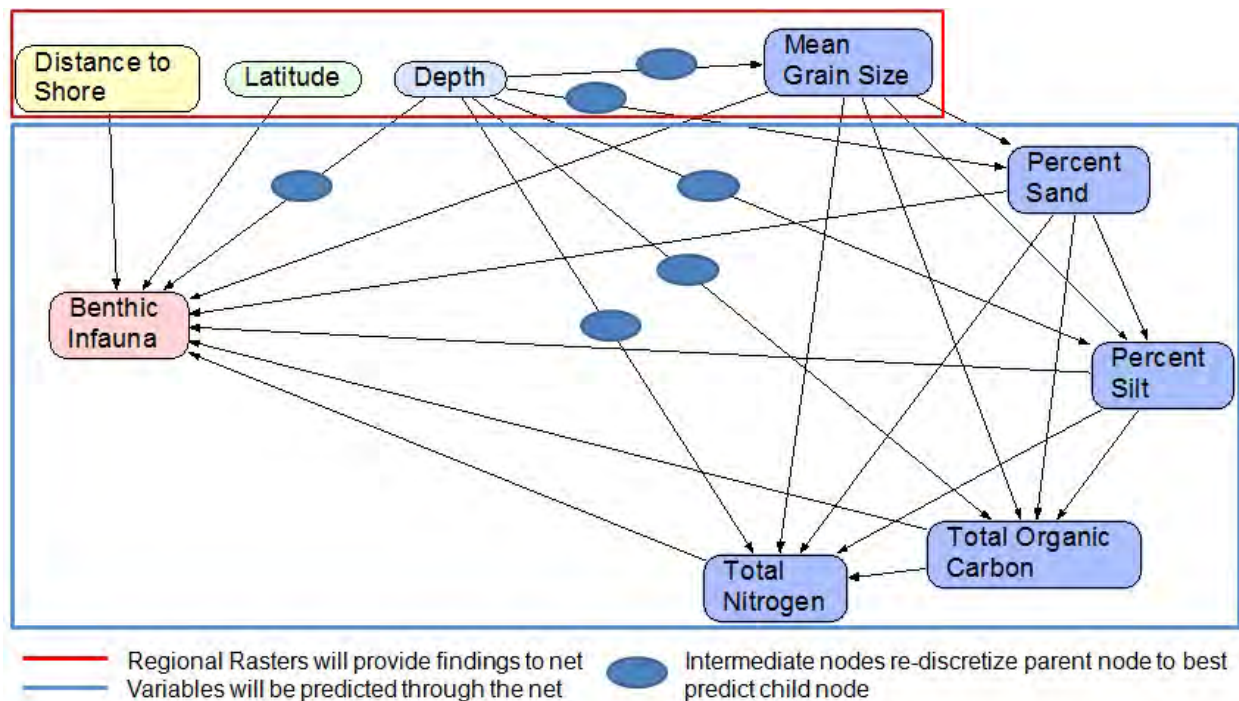 Distance to
Shore
Latitude
Depth
Mean
Grain Size
Percent
Sand
Benthic
Infauna
Percent
Silt
Total Organic
Carbon
Total
Nitrogen
Regional Rasters will provide findings to net
Variables will be predicted through the net
Intermediate nodes re-discretize parent node to best
predict child node